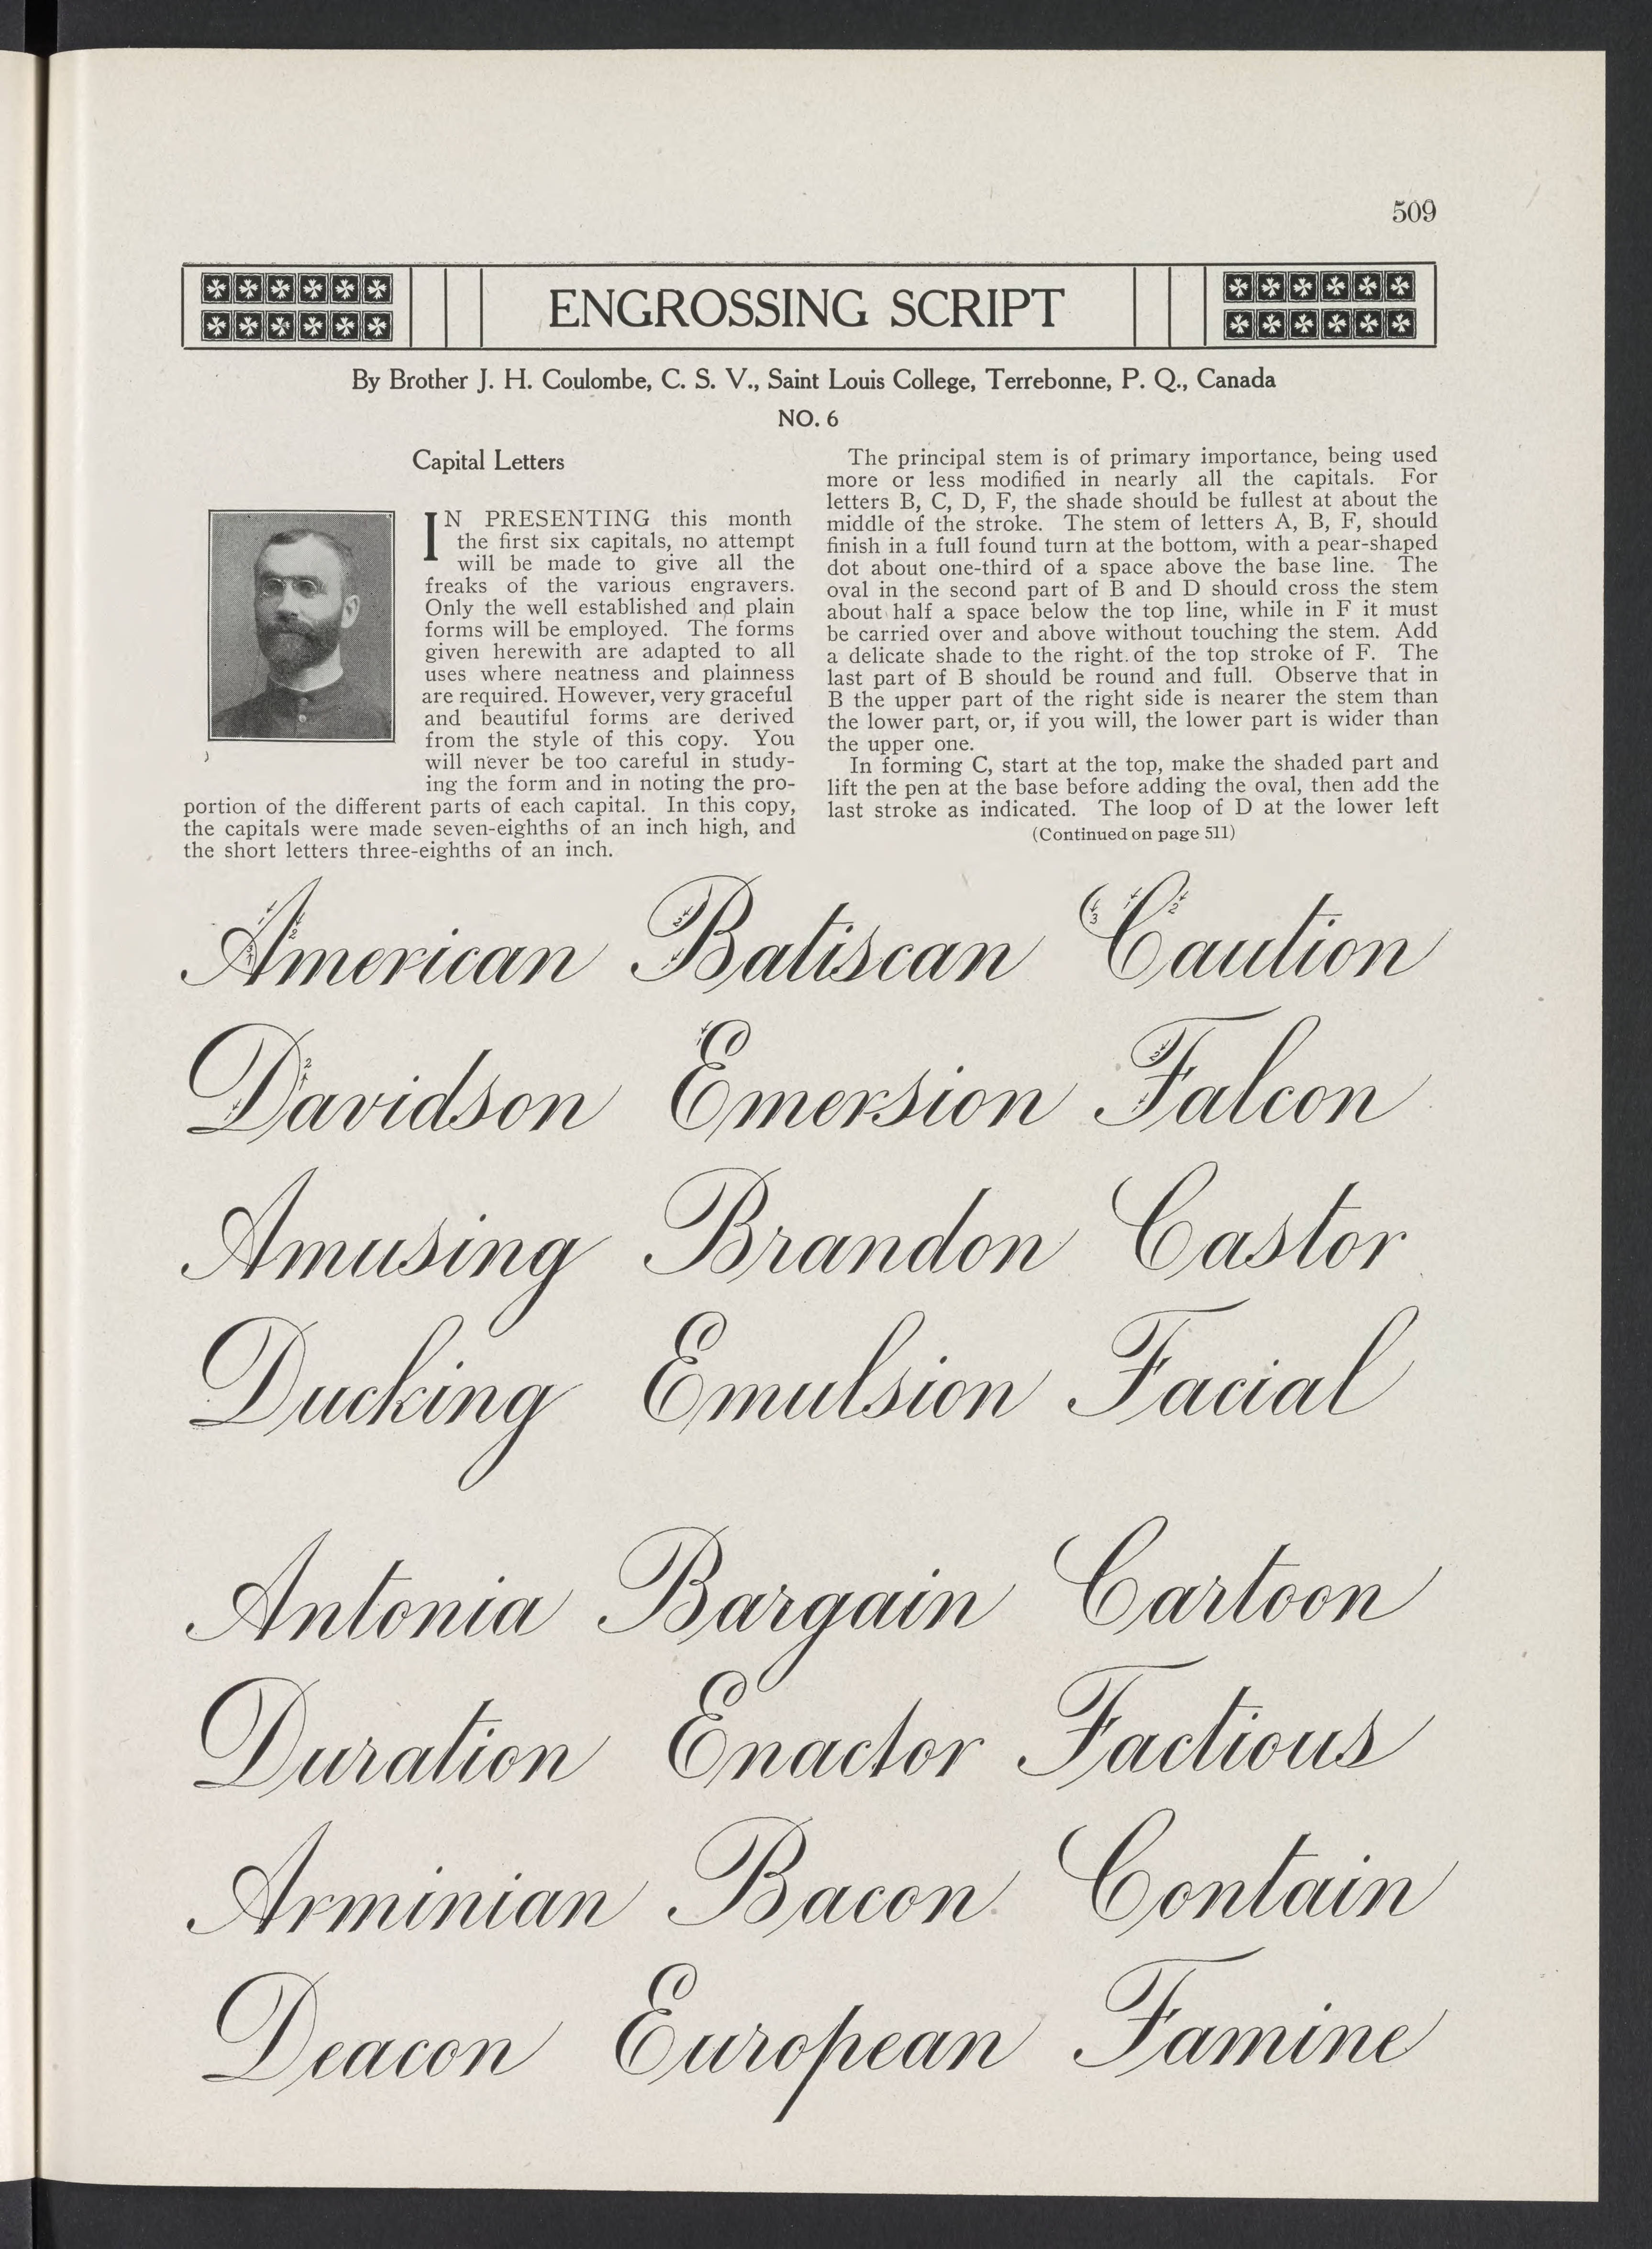 509
ENGROSSING SCRIPT
By Brother J. H. Coulombe, C. S. V., Saint Louis College, Terrebonne, P. Q., Canada
NO. 6
Capital Letters
IN PRESENTING this month
the first six capitals, no attempt
will be made to give all the
freaks of the various engravers.
Only the well established and plain
forms will be employed. The forms
given herewith are adapted to all
uses where neatness and plainness
are required. However, very graceful
and beautiful forms are derived
from the style of this copy. You
will never be too careful in study-
ing the form and in noting the pro-
portion of the different parts of each capital. In this copy,
the capitals were made seven-eighths of an inch high, and
the short letters three-eighths of an inch.
The principal stem is of primary importance, being used
more or less modified in nearly all the capitals. For
letters B, C, D, F, the shade should be fullest at about the
middle of the stroke. The stem of letters A, B, F, should
finish in a full found turn at the bottom, with a pear-shaped
dot about one-third of a space above the base line. The
oval in the second part of B and D should cross the stem
about half a space below the top line, while in F it must
be carried over and above without touching the stem. Add
a delicate shade to the right of the top stroke of F. The
last part of B should be round and full. Observe that in
B the upper part of the right side is nearer the stem than
the lower part, or, if you will, the lower part is wider than
the upper one.
In forming C, start at the top, make the shaded part and
lift the pen at the base before adding the oval, then add the
last stroke as indicated. The loop of D at the lower left
(Continued on page 511)
American Batiscan Caution
Davidson Emersion Falcon
Amusing Brandon Castor
Ducking Emulsion Facial
Antonia Bargain Cartoon
Duration Enactor Factious
Arminian Bacon Contain
Deacon European Famine